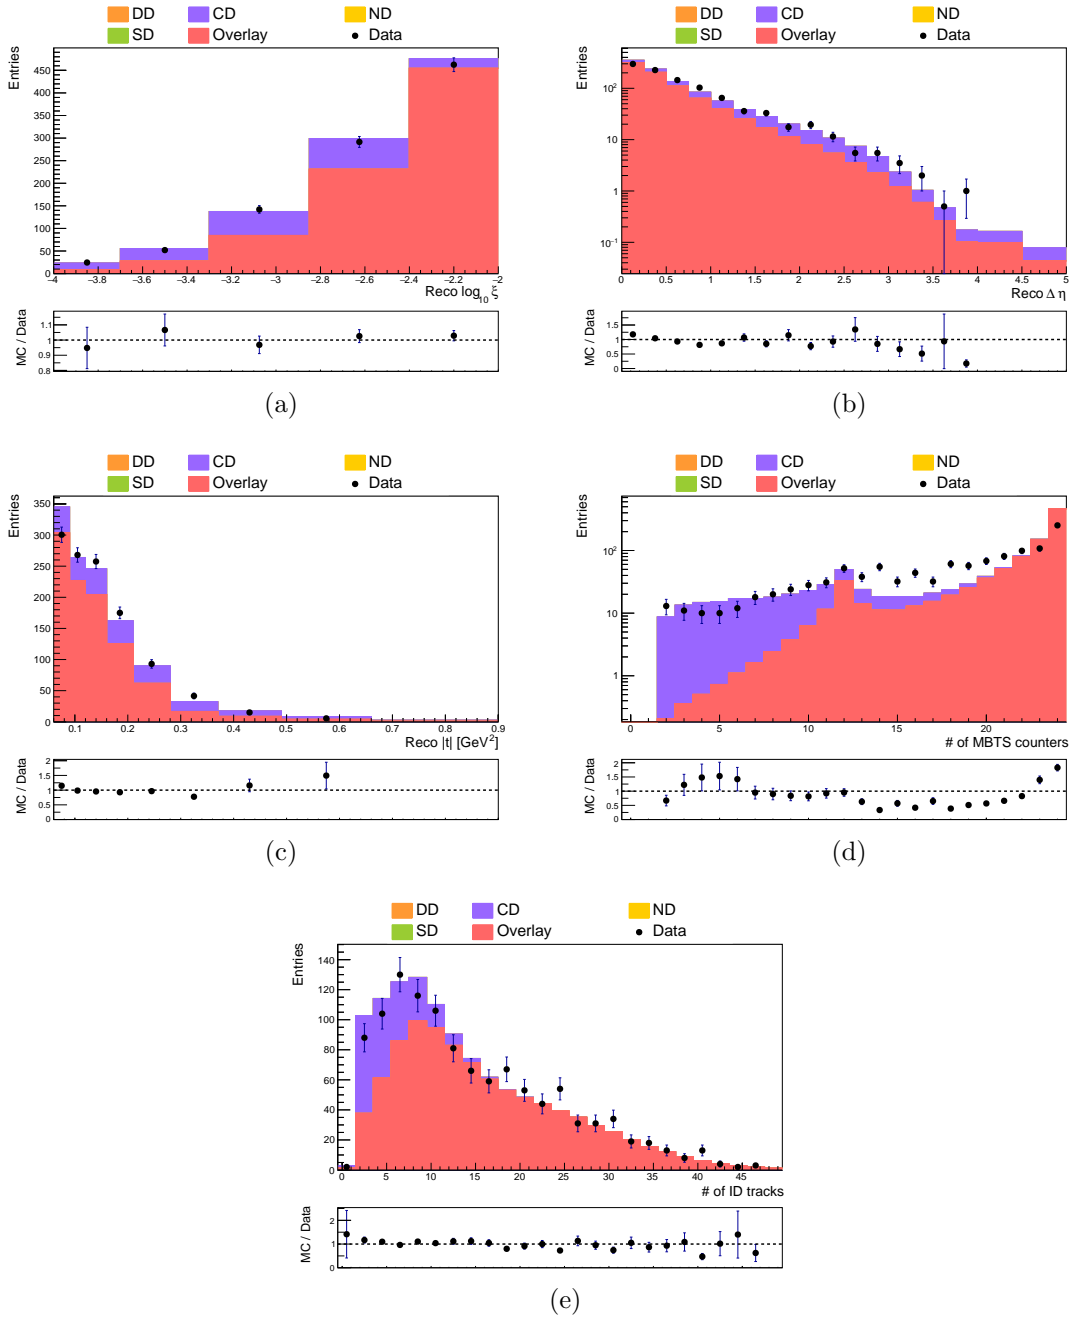 DD CD ND
SD Overlay Data
Entries
450
400
350
300
250
200
150
100
50
0
−4 −3.8 −3.6 −3.4 −3.2 −3 −2.8 −2.6 −2.4 −2.2 −2
Reco log₁₀ ξ
MC / Data
1.1
1
0.9
0.8
(a)
DD CD ND
SD Overlay Data
Entries
10²
10
1
10⁻¹
0 0.5 1 1.5 2 2.5 3 3.5 4 4.5 5
Reco Δ η
MC / Data
1.5
1
0.5
0
(b)
DD CD ND
SD Overlay Data
Entries
350
300
250
200
150
100
50
0
0.1 0.2 0.3 0.4 0.5 0.6 0.7 0.8 0.9
Reco |t| [GeV²]
MC / Data
2
1.5
1
0.5
0
(c)
DD CD ND
SD Overlay Data
Entries
10²
10
1
0 5 10 15 20
# of MBTS counters
MC / Data
2
1.5
1
0.5
0
(d)
DD CD ND
SD Overlay Data
Entries
140
120
100
80
60
40
20
0
0 5 10 15 20 25 30 35 40 45
# of ID tracks
MC / Data
2
1
0
(e)